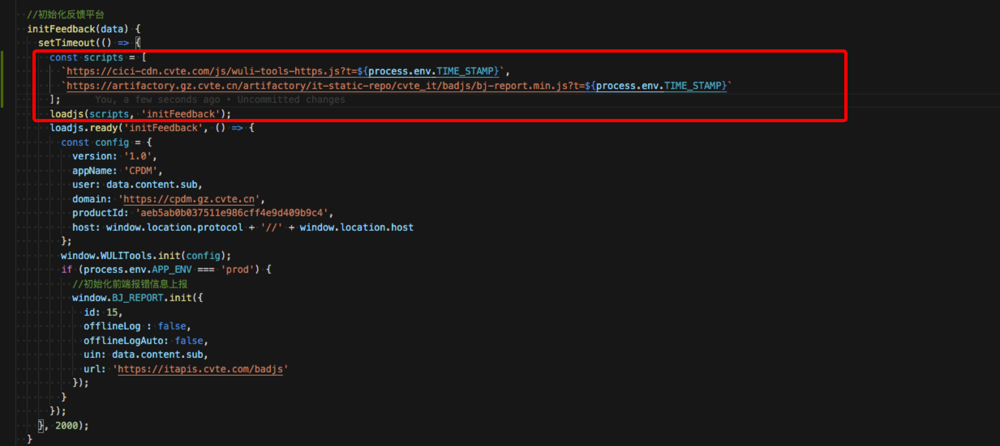 //初始化反馈平台
initFeedback(data) {
setTimeout(() => {
const scripts = [
`https://cici-cdn.cvte.com/js/wuli-tools-https.js?t=${process.env.TIME_STAMP}`,
`https://artifactory.gz.cvte.cn/artifactory/it-static-repo/cvte_it/badjs/bj-report.min.js?t=${process.env.TIME_STAMP}`
]; You, a few seconds ago • Uncommitted changes
loadjs(scripts, 'initFeedback');
loadjs.ready('initFeedback', () => {
const config = {
version: '1.0',
appName: 'CPDM',
user: data.content.sub,
domain: 'https://cpdm.gz.cvte.cn',
productId: 'aeb5ab0b037511e986cff4e9d409b9c4',
host: window.location.protocol + '//' + window.location.host
};
window.WULITools.init(config);
if (process.env.APP_ENV === 'prod') {
//初始化前端报错信息上报
window.BJ_REPORT.init({
id: 15,
offlineLog : false,
offlineLogAuto: false,
uin: data.content.sub,
url: 'https://itapis.cvte.com/badjs'
});
}
});
}, 2000);
}